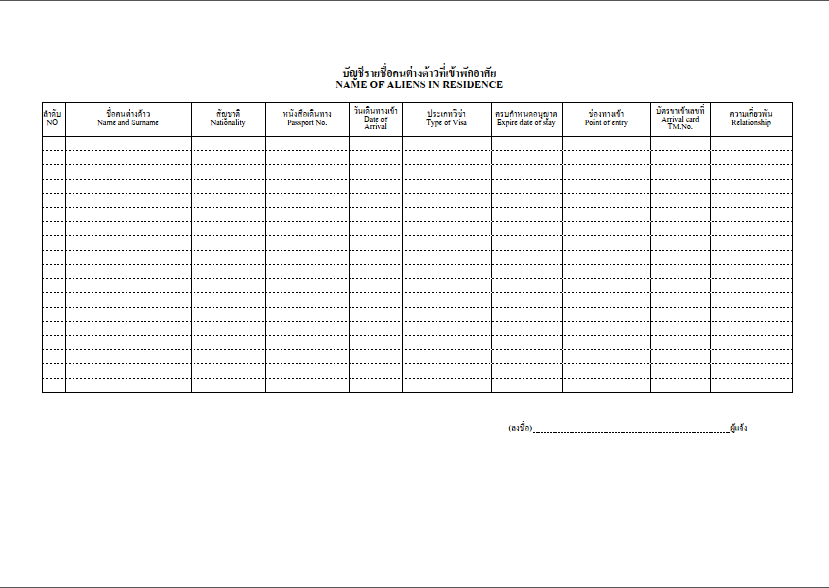 บัญชีรายชื่อคนต่างด้าวที่เข้าพักอาศัย
NAME OF ALIENS IN RESIDENCE
ลำดับ
NO
ชื่อคนต่างด้าว
Name and Surname
สัญชาติ
Nationality
หนังสือเดินทาง
Passport No.
วันเดินทางเข้า
Date of
Arrival
ประเภทวีซ่า
Type of Visa
ครบกำหนดอนุญาต
Expire date of stay
ช่องทางเข้า
Point of entry
บัตรขาเข้าเลขที่
Arrival card
TM.No.
ความเกี่ยวพัน
Relationship
(ลงชื่อ)
ผู้แจ้ง